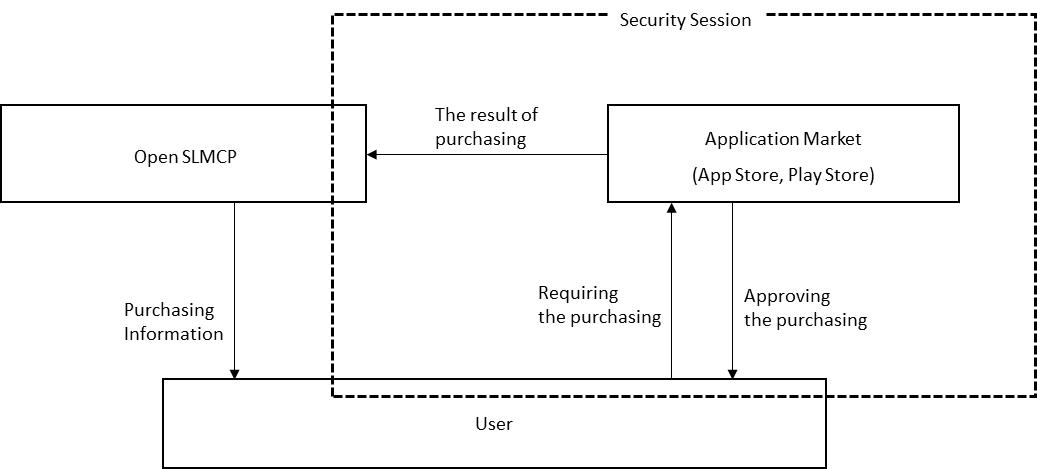 Security Session
The result of
purchasing
Open SLMCP
Application Market
(App Store, Play Store)
Purchasing
Information
Requiring
the purchasing
Approving
the purchasing
User